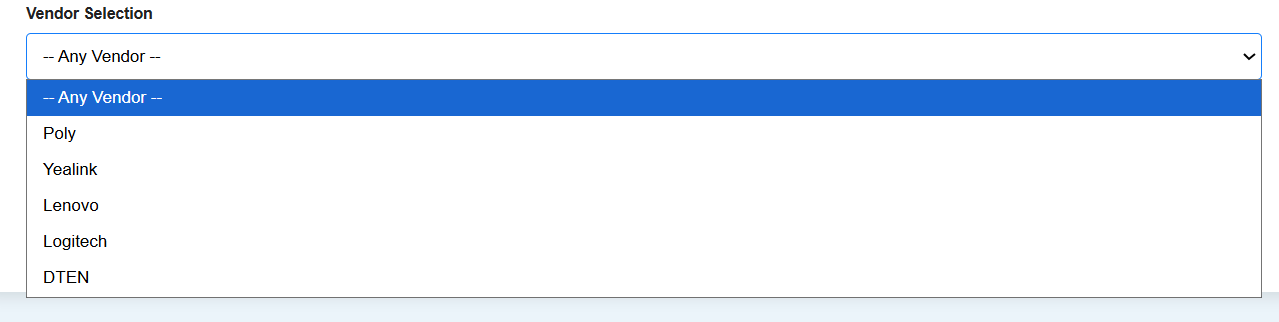 Vendor Selection
-- Any Vendor --
-- Any Vendor --
Poly
Yealink
Lenovo
Logitech
DTEN